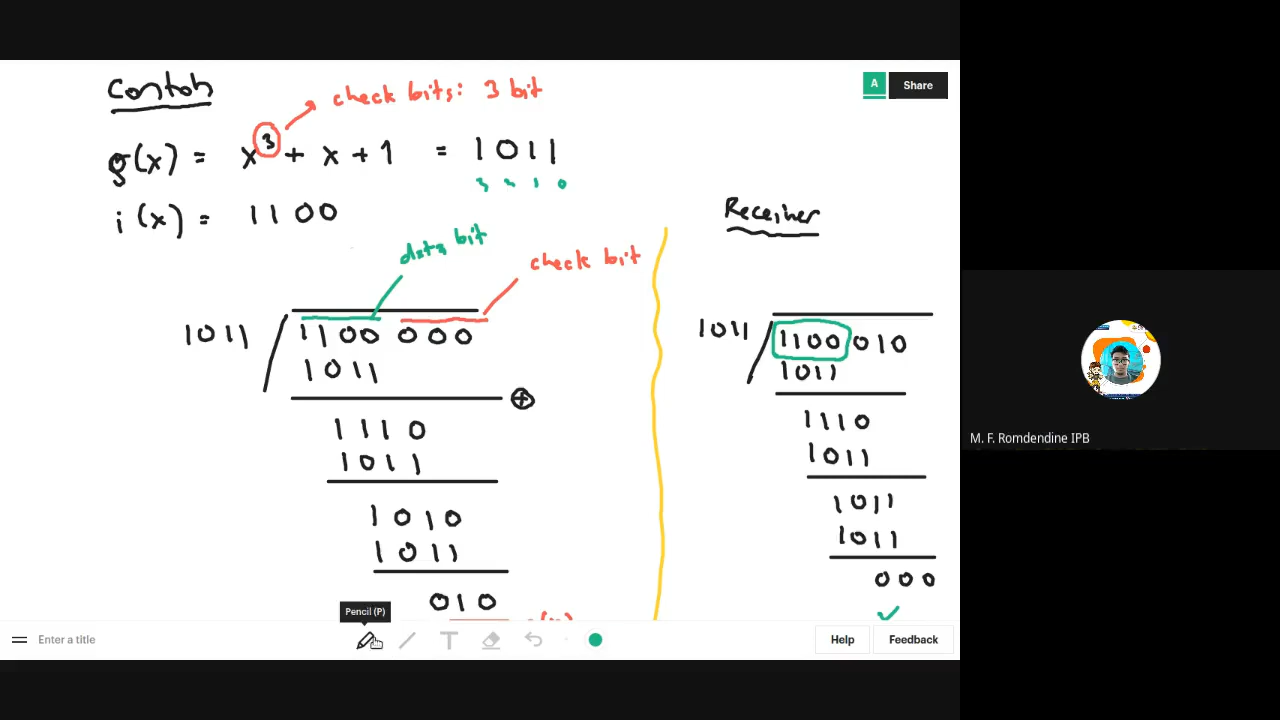 Contoh
check bits: 3 bit
g(x) = x³ + x + 1 = 1011
3 2 1 0
i(x) = 1100
data bit
check bit
1011
1100 000
1011
1110
1011
1010
1011
010
Receiver
1011
1100 010
1011
1110
1011
1011
1011
000
A
Share
M. F. Romdendine IPB
Pencil (P)
Enter a title
T
Help
Feedback